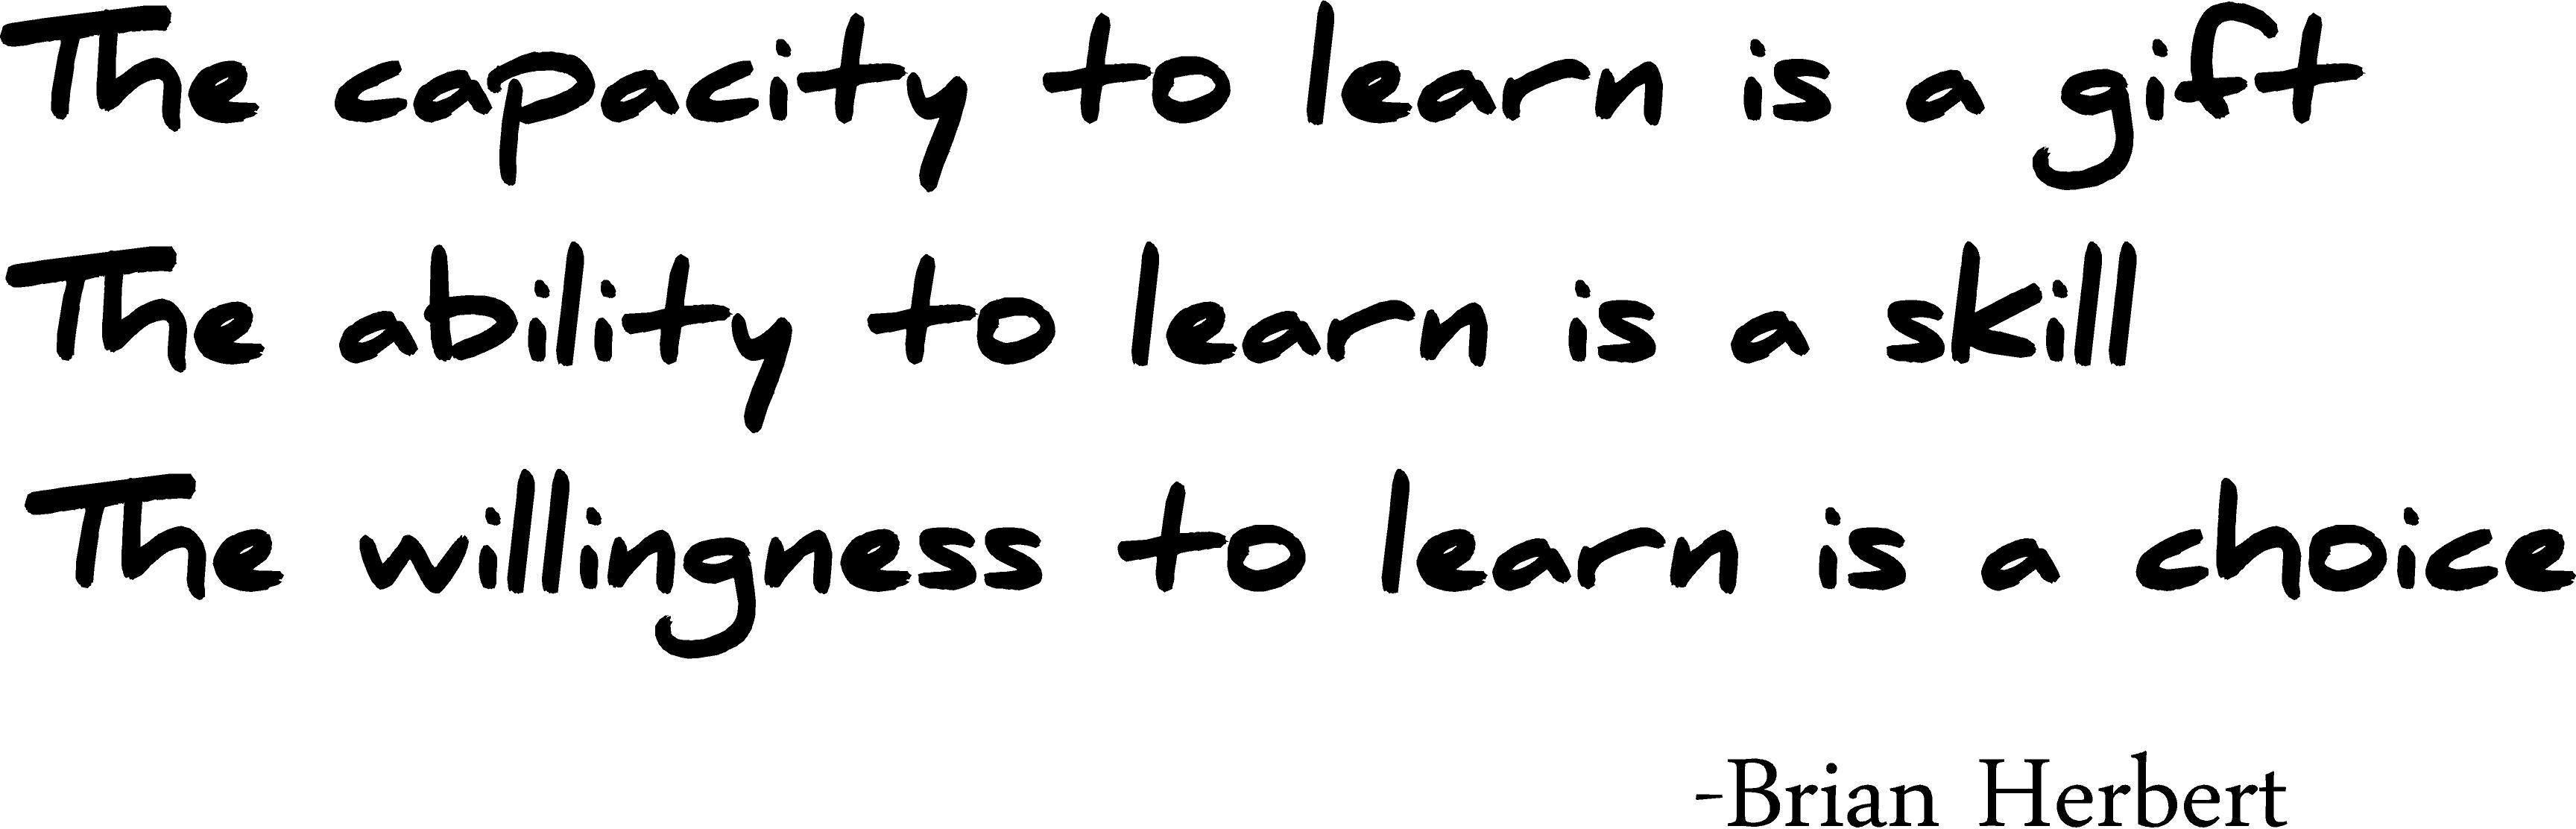 The capacity to learn is a gift
The ability to learn is a skill
The willingness to learn is a choice
-Brian Herbert